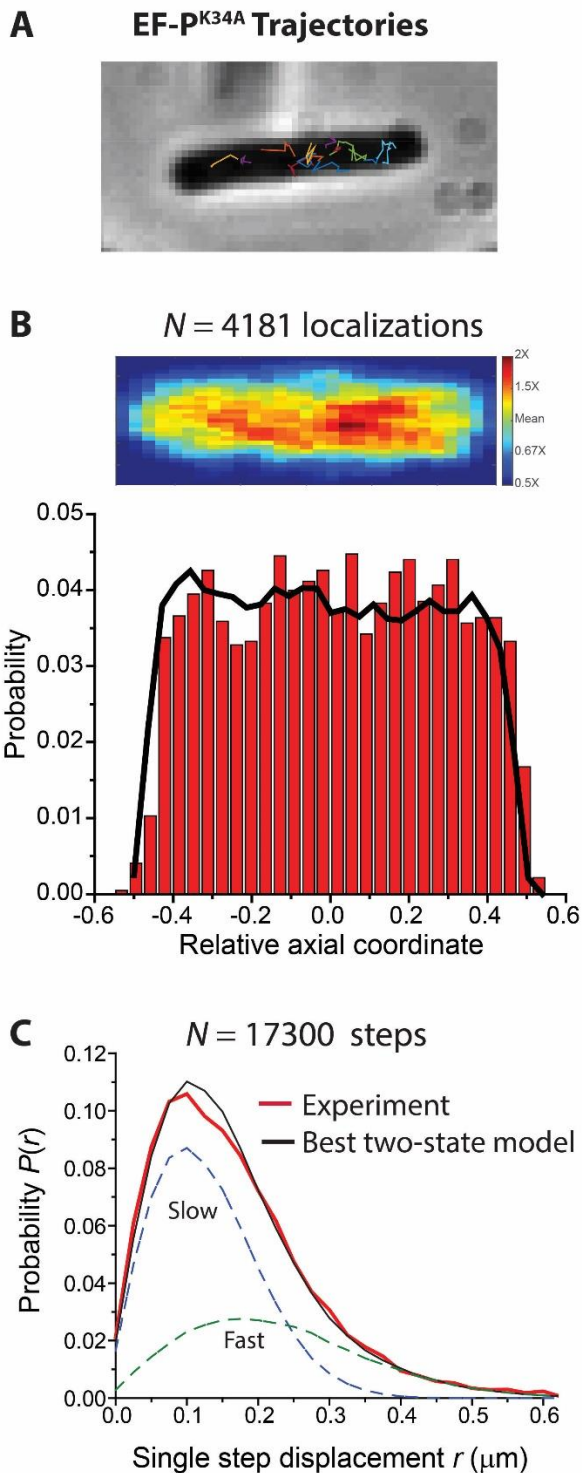 A EF-P^K34A Trajectories
B N = 4181 localizations
2X
1.5X
Mean
0.67X
0.5X
0.05
0.04
0.03
0.02
0.01
0.00
Probability
-0.6 -0.4 -0.2 0.0 0.2 0.4 0.6
Relative axial coordinate
C N = 17300 steps
0.12
0.10
0.08
0.06
0.04
0.02
0.00
Probability P(r)
Experiment
Best two-state model
Slow
Fast
0.0 0.1 0.2 0.3 0.4 0.5 0.6
Single step displacement r (μm)